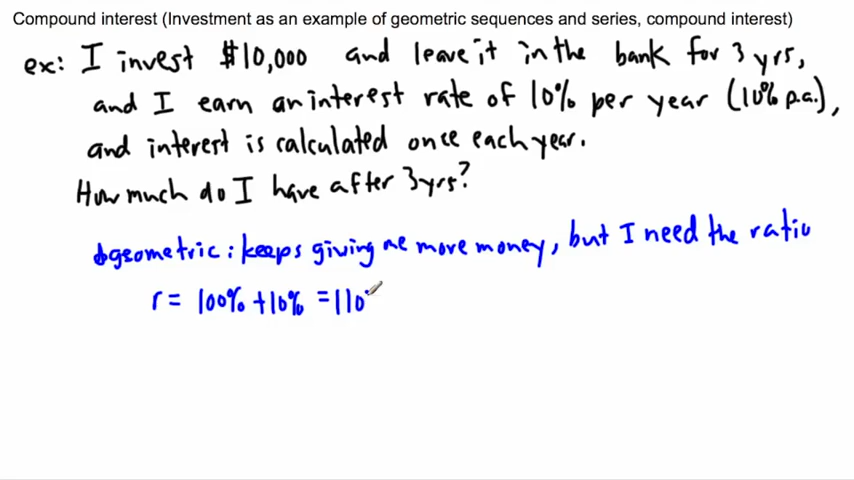 Compound interest (Investment as an example of geometric sequences and series, compound interest)
ex: I invest $10,000 and leave it in the bank for 3 yrs,
and I earn an interest rate of 10% per year (10% p.a.),
and interest is calculated once each year.
How much do I have after 3yrs?
geometric: keeps giving me more money, but I need the ratio
r = 100% + 10% = 110